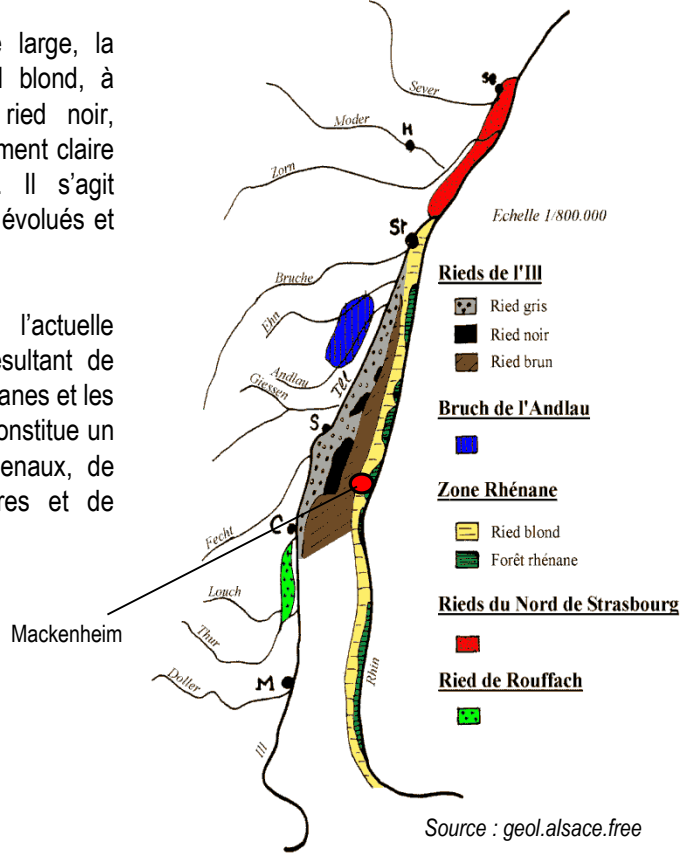 e large, la
d blond, à
ried noir,
ment claire
. Il s'agit
évolués et
l'actuelle
ésultant de
anes et les
onstitue un
enaux, de
res et de
Sever
Se
Moder
H
Zorn
Echelle 1/800.000
St
Bruche
Ehn
Andlau
Giessen
Ill
S
Fecht
C
Louch
Thur
Mackenheim
Doller
M
Ill
Rhin
Rieds de l'Ill
Ried gris
Ried noir
Ried brun
Bruch de l'Andlau
Zone Rhénane
Ried blond
Forêt rhénane
Rieds du Nord de Strasbourg
Ried de Rouffach
Source : geol.alsace.free